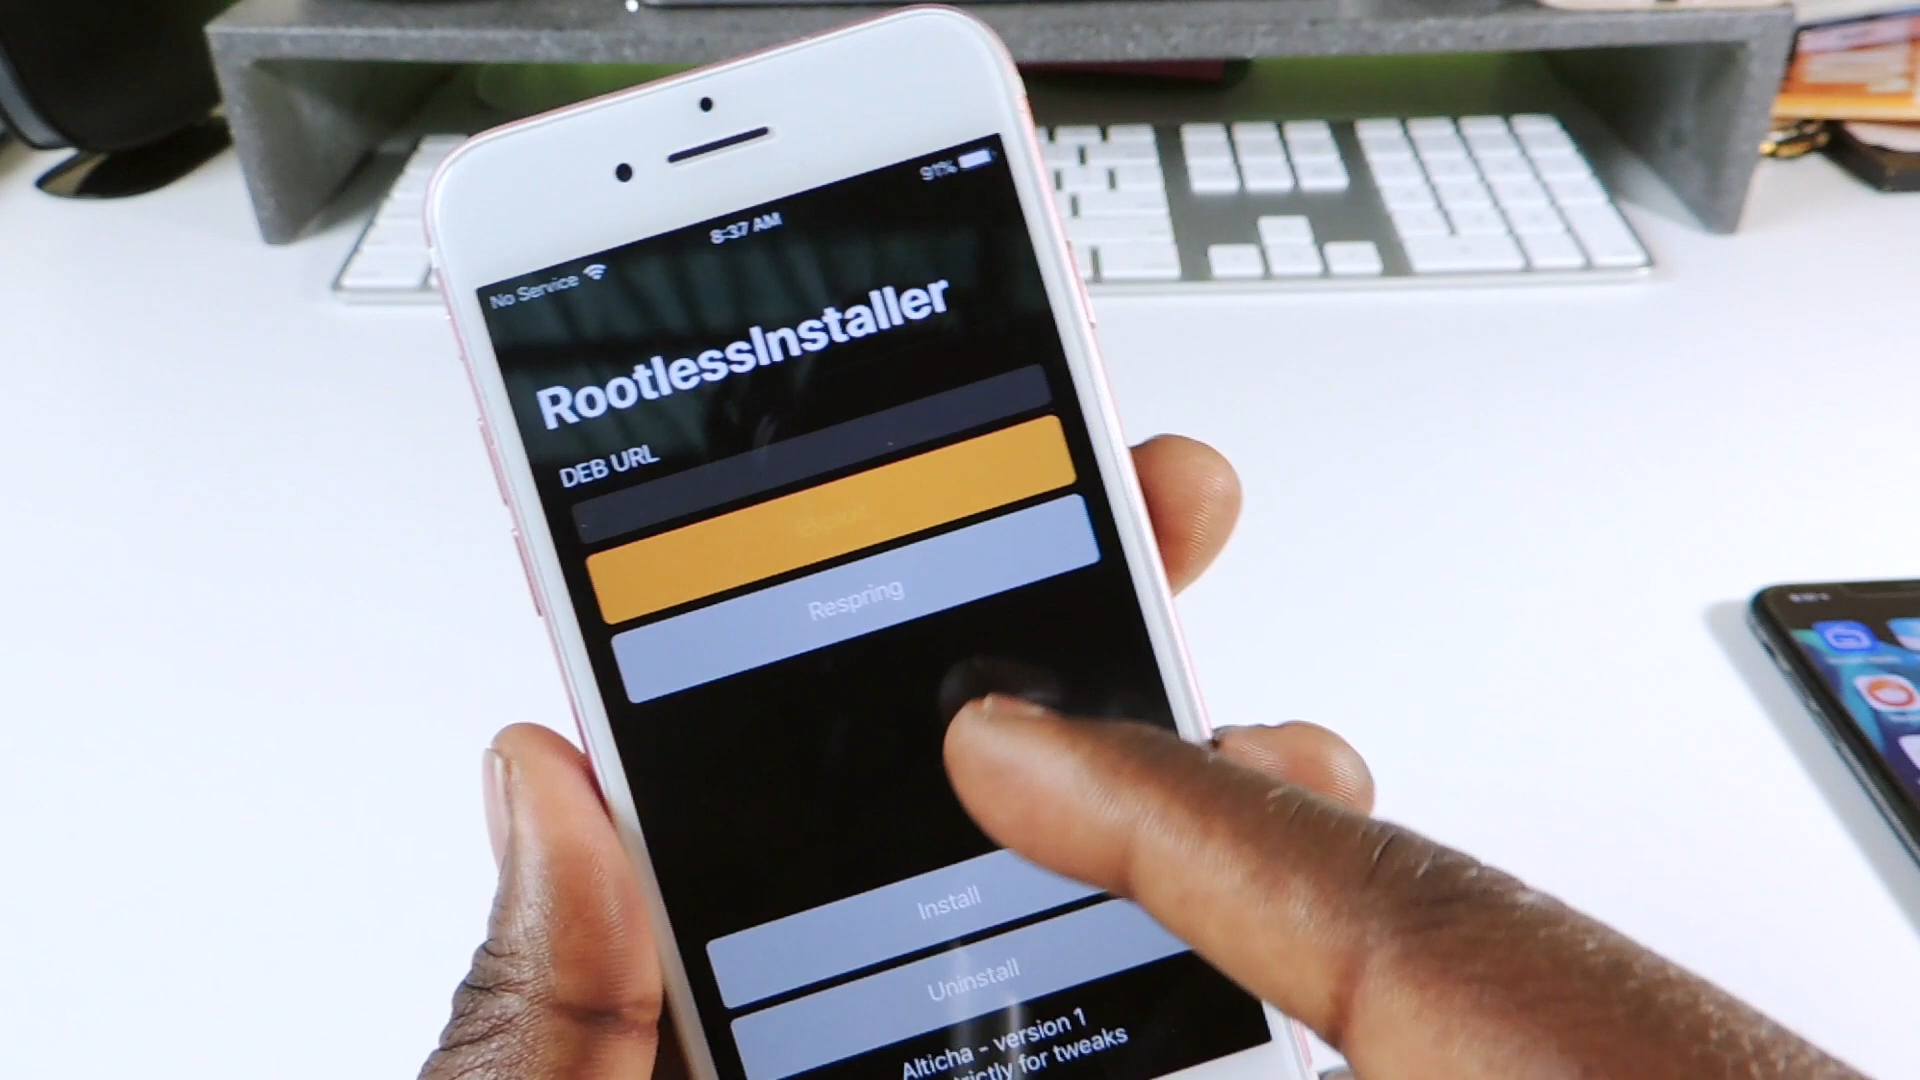 No Service
8:37 AM
91%
RootlessInstaller
DEB URL
Respring
Install
Uninstall
Alticha - version 1
for tweaks